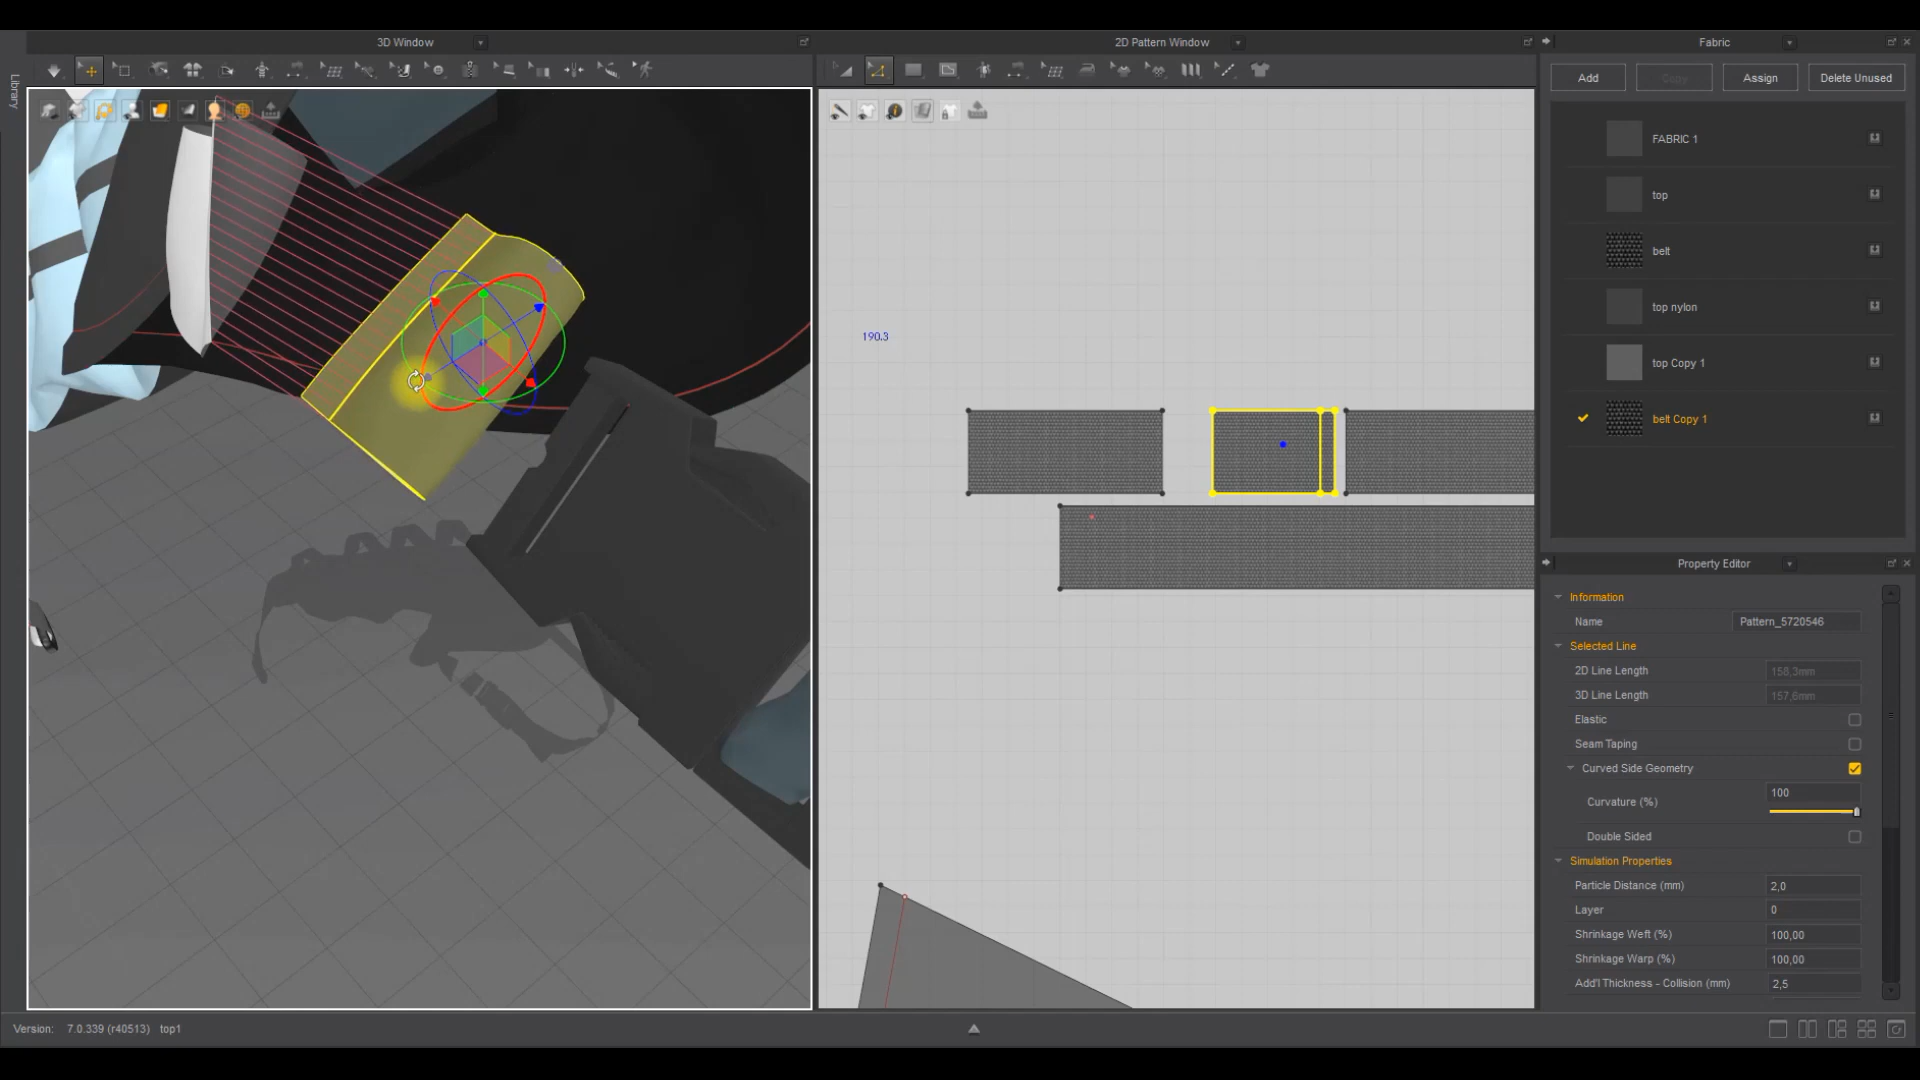 3D Window
2D Pattern Window
Fabric
Library
Add
Copy
Assign
Delete Unused
FABRIC 1
top
belt
top nylon
top Copy 1
belt Copy 1
190.3
Property Editor
Information
Name
Pattern_5720546
Selected Line
2D Line Length
158,3mm
3D Line Length
157,6mm
Elastic
Seam Taping
Curved Side Geometry
Curvature (%)
100
Double Sided
Simulation Properties
Particle Distance (mm)
2,0
Layer
0
Shrinkage Weft (%)
100,00
Shrinkage Warp (%)
100,00
Add'l Thickness - Collision (mm)
2,5
Version: 7.0.339 (r40513) top1